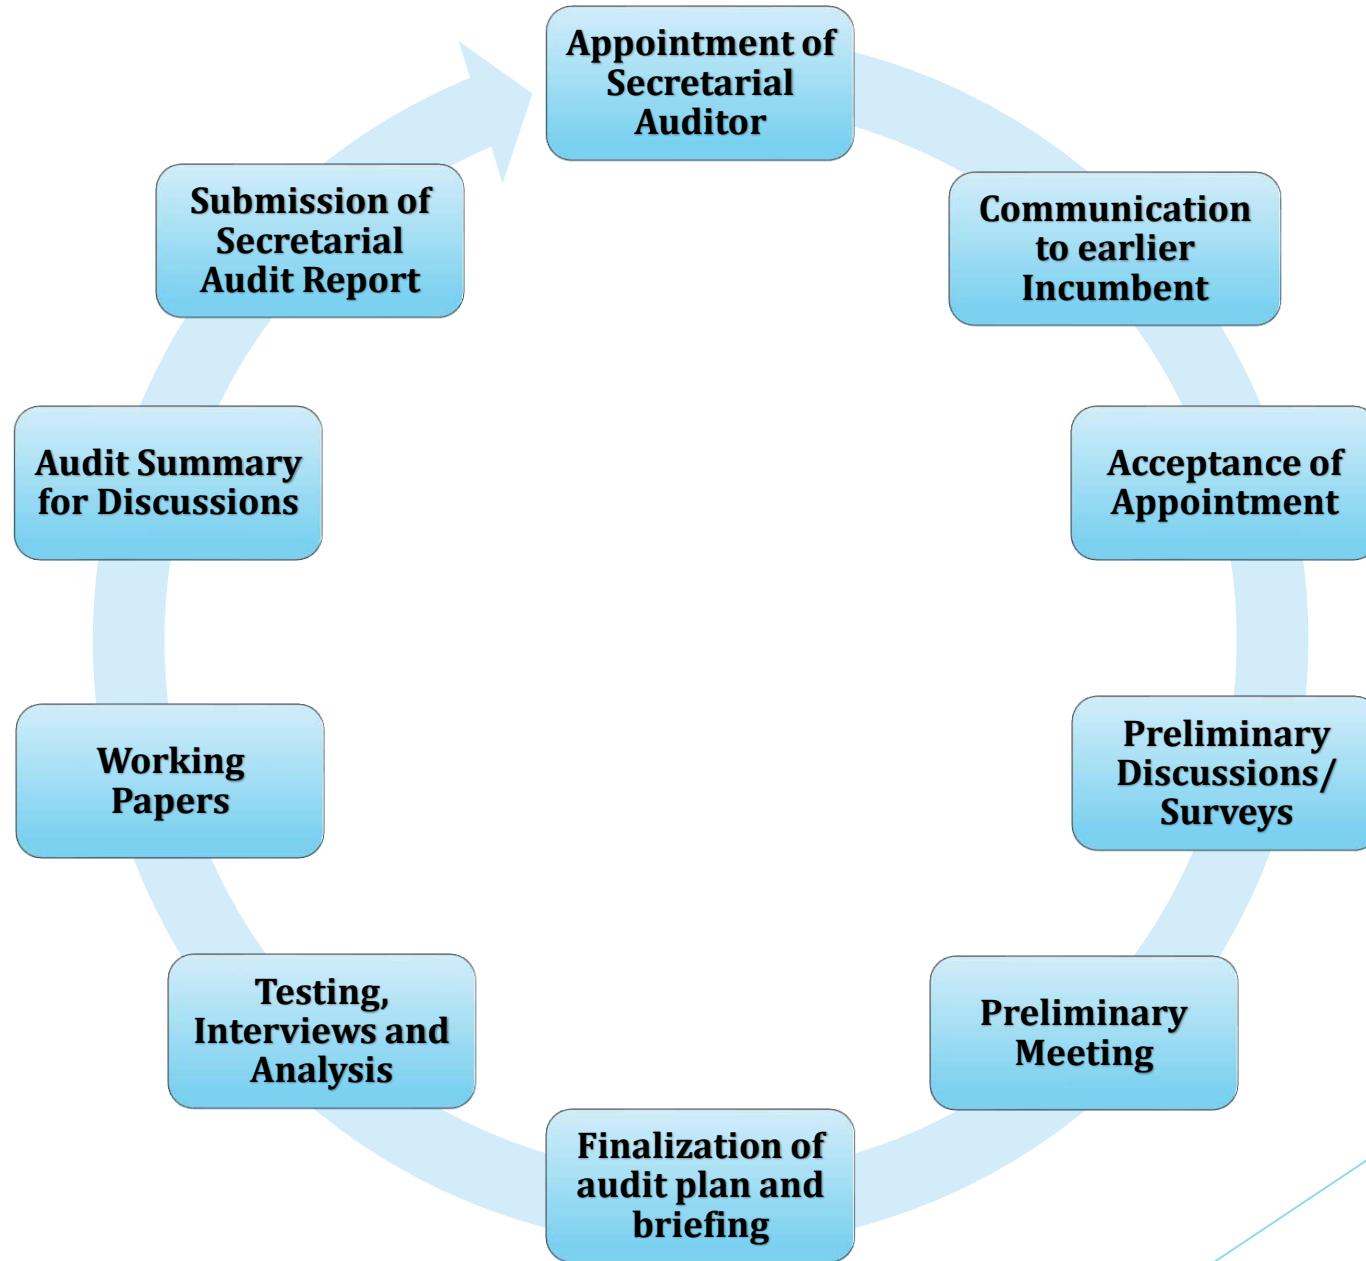 Appointment of
Secretarial
Auditor
Communication
to earlier
Incumbent
Acceptance of
Appointment
Preliminary
Discussions/
Surveys
Preliminary
Meeting
Finalization of
audit plan and
briefing
Testing,
Interviews and
Analysis
Working
Papers
Audit Summary
for Discussions
Submission of
Secretarial
Audit Report